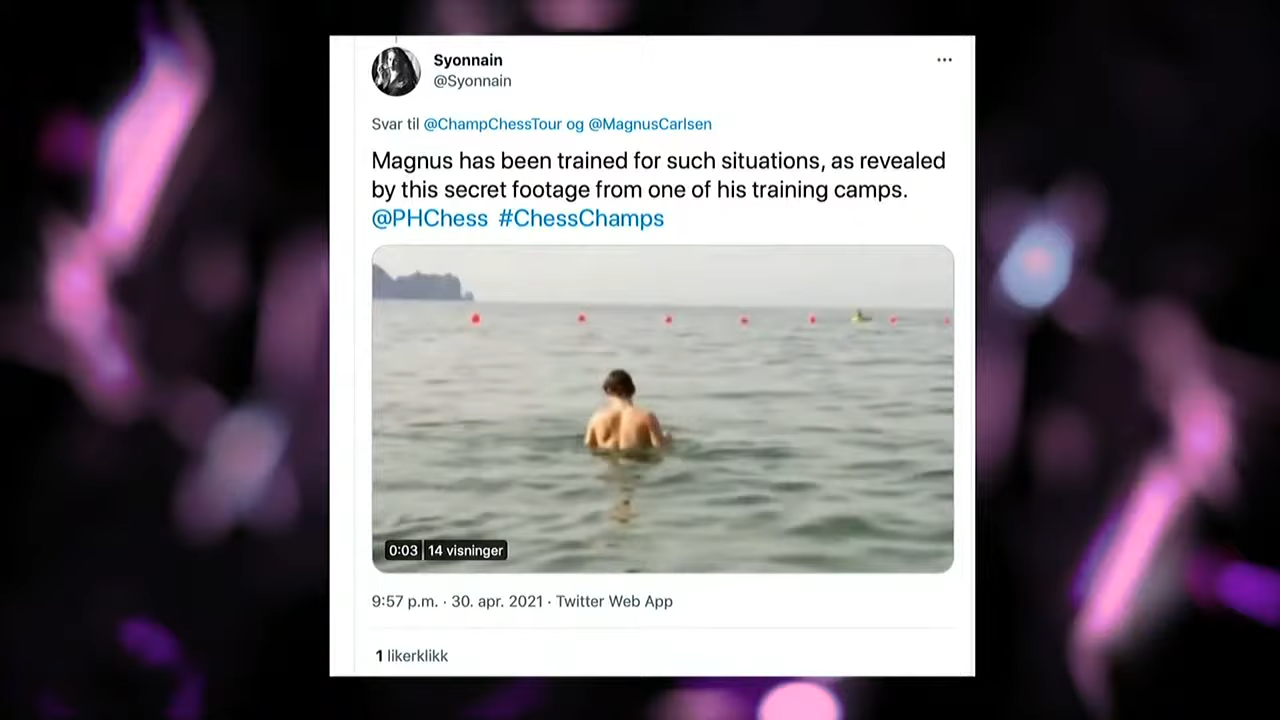 Syonnain
@Syonnain
Svar til @ChampChessTour og @MagnusCarlsen
Magnus has been trained for such situations, as revealed
by this secret footage from one of his training camps.
@PHChess #ChessChamps
0:03 14 visninger
9:57 p.m. · 30. apr. 2021 · Twitter Web App
1 likerklikk